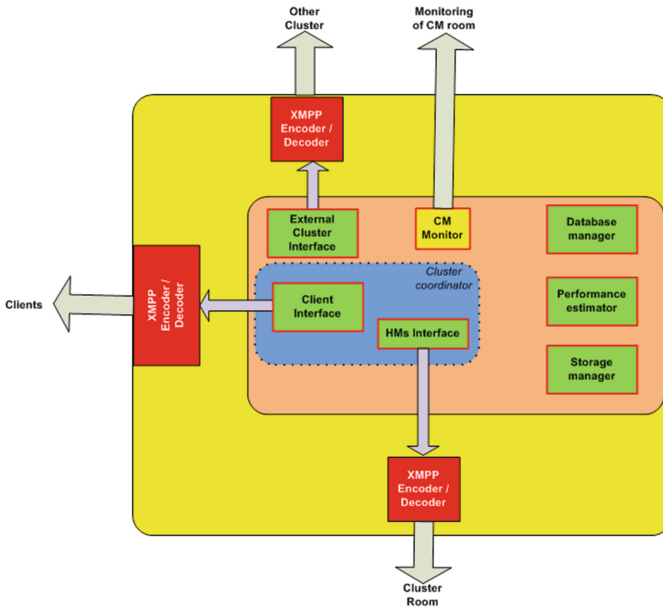 Other
Cluster
Monitoring
of CM room
XMPP
Encoder /
Decoder
External
Cluster
Interface
CM
Monitor
Database
manager
Cluster
coordinator
Clients
XMPP
Encoder /
Decoder
Client
Interface
Performance
estimator
HMs Interface
Storage
manager
XMPP
Encoder /
Decoder
Cluster
Room